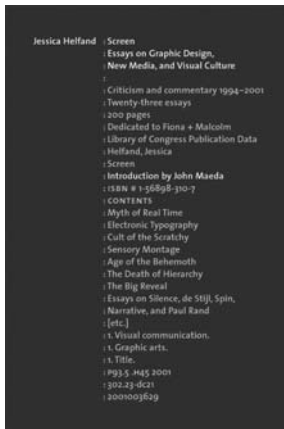 Jessica Helfand : Screen
: Essays on Graphic Design,
: New Media, and Visual Culture
:
: Criticism and commentary 1994–2001
: Twenty-three essays
: 200 pages
: Dedicated to Fiona + Malcolm
: Library of Congress Publication Data
: Helfand, Jessica
: Screen
: Introduction by John Maeda
: ISBN # 1-56898-310-7
: CONTENTS
: Myth of Real Time
: Electronic Typography
: Cult of the Scratchy
: Sensory Montage
: Age of the Behemoth
: The Death of Hierarchy
: The Big Reveal
: Essays on Silence, de Stijl, Spin,
: Narrative, and Paul Rand
: [etc.]
: 1. Visual communication.
: 1. Graphic arts.
: 1. Title.
: P93.5 .H45 2001
: 302.23-dc21
: 2001003629